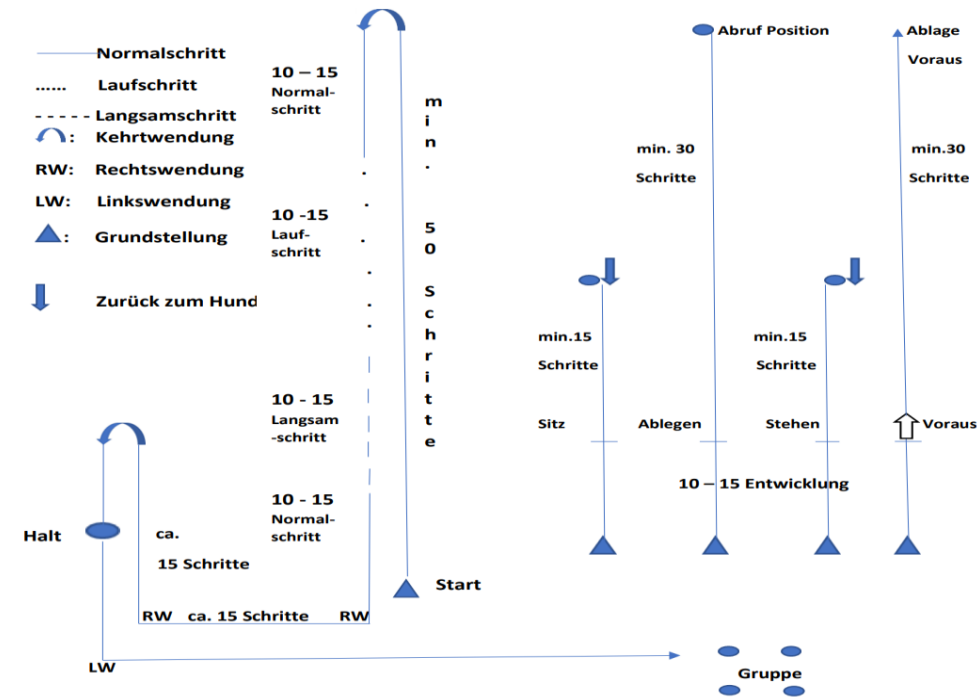 Normalschritt
...... Laufschritt
- - - - - Langsamschritt
: Kehrtwendung
RW: Rechtswendung
LW: Linkswendung
: Grundstellung
Zurück zum Hund
10 – 15
Normal-
schritt
10 -15
Lauf-
schritt
10 - 15
Langsam
-schritt
10 - 15
Normal-
schritt
min. 50 Schritte
Start
Halt
ca.
15 Schritte
RW ca. 15 Schritte RW
LW
Gruppe
Abruf Position
Ablage
Voraus
min. 30
Schritte
min.30
Schritte
min.15
Schritte
min.15
Schritte
Sitz
Ablegen
Stehen
Voraus
10 – 15 Entwicklung